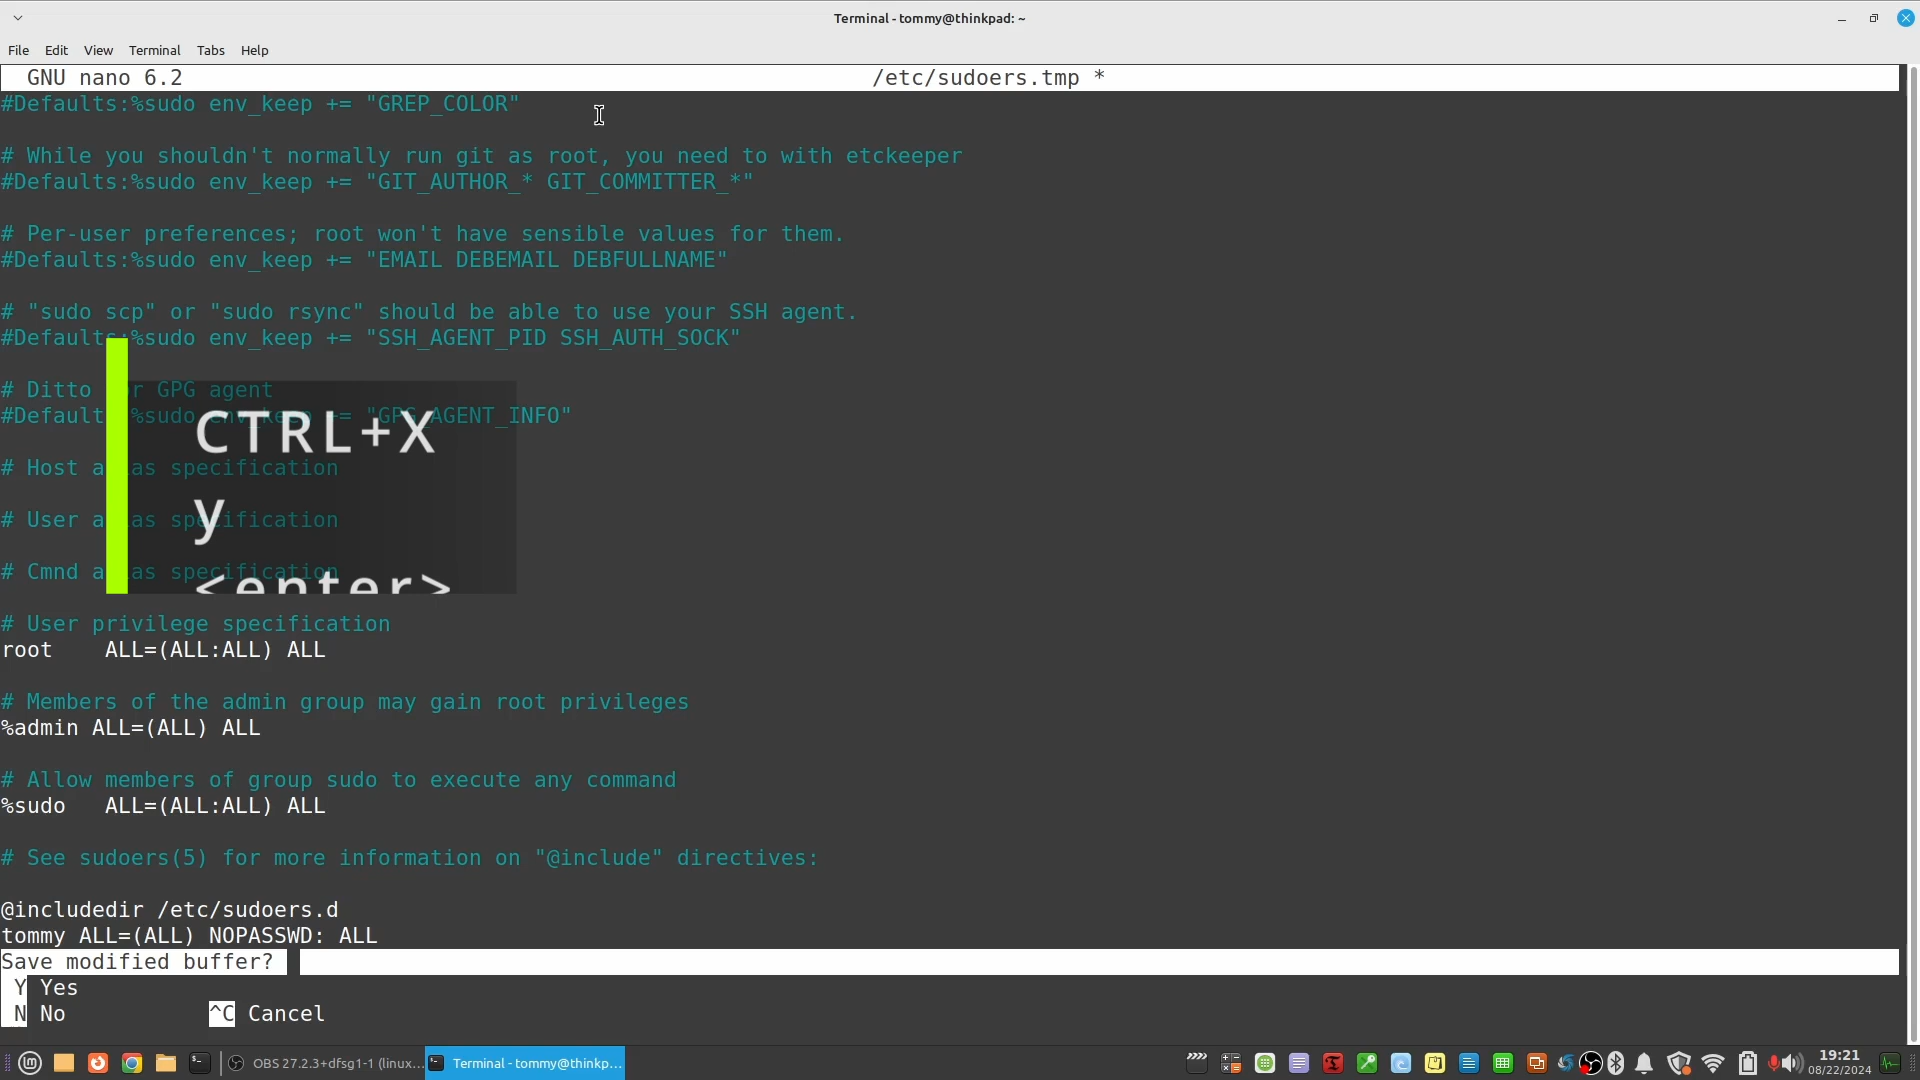 Terminal - tommy@thinkpad: ~
File Edit View Terminal Tabs Help
GNU nano 6.2 /etc/sudoers.tmp *
#Defaults:%sudo env_keep += "GREP_COLOR"
# While you shouldn't normally run git as root, you need to with etckeeper
#Defaults:%sudo env_keep += "GIT_AUTHOR_* GIT_COMMITTER_*"
# Per-user preferences; root won't have sensible values for them.
#Defaults:%sudo env_keep += "EMAIL DEBEMAIL DEBFULLNAME"
# "sudo scp" or "sudo rsync" should be able to use your SSH agent.
#Defaults:%sudo env_keep += "SSH_AGENT_PID SSH_AUTH_SOCK"
# Ditto for GPG agent
#Defaults:%sudo env_keep += "GPG_AGENT_INFO"
CTRL+X
# Host alias specification
y
# User alias specification
# Cmnd alias specification
<enter>
# User privilege specification
root ALL=(ALL:ALL) ALL
# Members of the admin group may gain root privileges
%admin ALL=(ALL) ALL
# Allow members of group sudo to execute any command
%sudo ALL=(ALL:ALL) ALL
# See sudoers(5) for more information on "@include" directives:
@includedir /etc/sudoers.d
tommy ALL=(ALL) NOPASSWD: ALL
Save modified buffer?
Y Yes
N No ^C Cancel
OBS 27.2.3+dfsg1-1 (linux... Terminal - tommy@thinkp... 19:21
08/22/2024